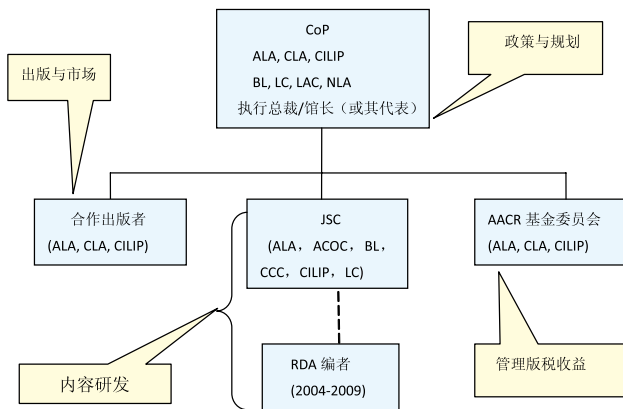 CoP
ALA, CLA, CILIP
BL, LC, LAC, NLA
执行总裁/馆长（或其代表）
政策与规划
出版与市场
合作出版者
(ALA, CLA, CILIP)
JSC
(ALA，ACOC，BL，
CCC，CILIP，LC)
AACR 基金委员会
(ALA, CLA, CILIP)
RDA 编者
(2004-2009)
内容研发
管理版税收益